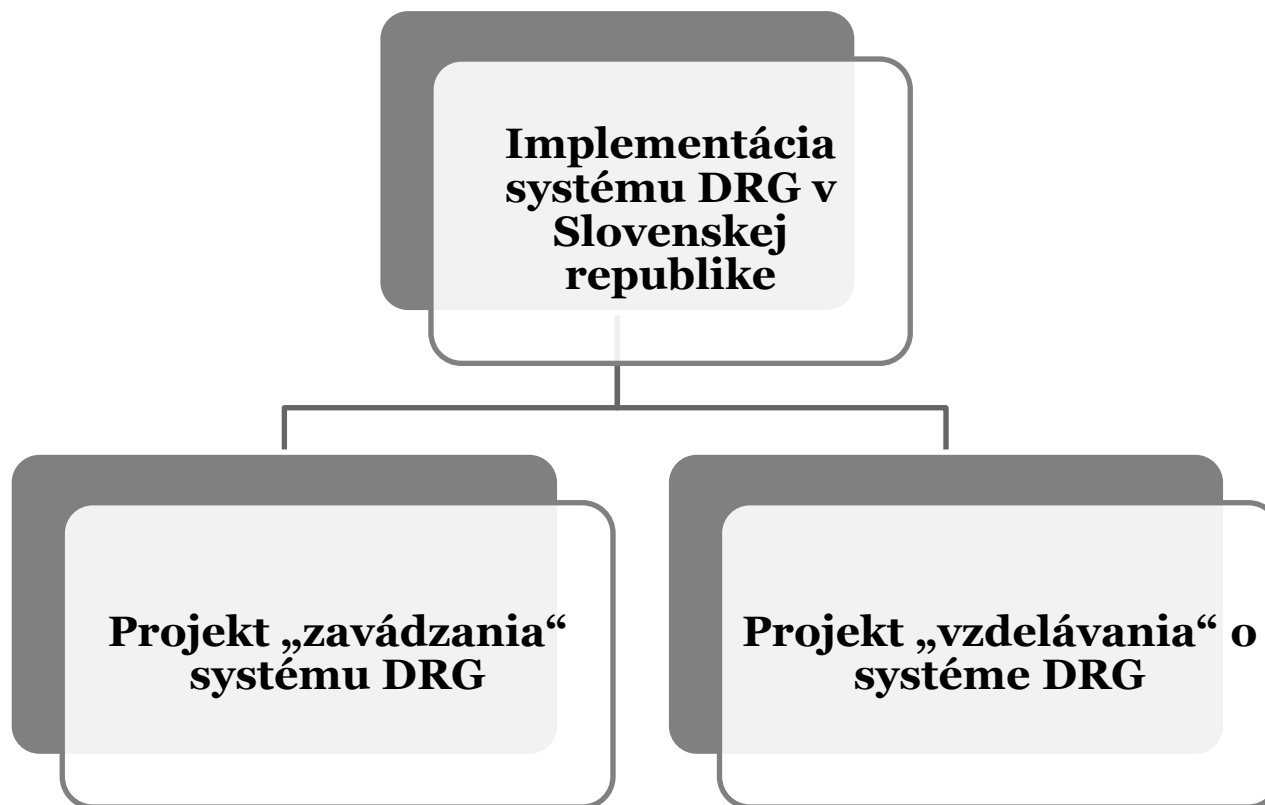 Implementácia
systému DRG v
Slovenskej
republike
Projekt „zavádzania“
systému DRG
Projekt „vzdelávania“ o
systéme DRG